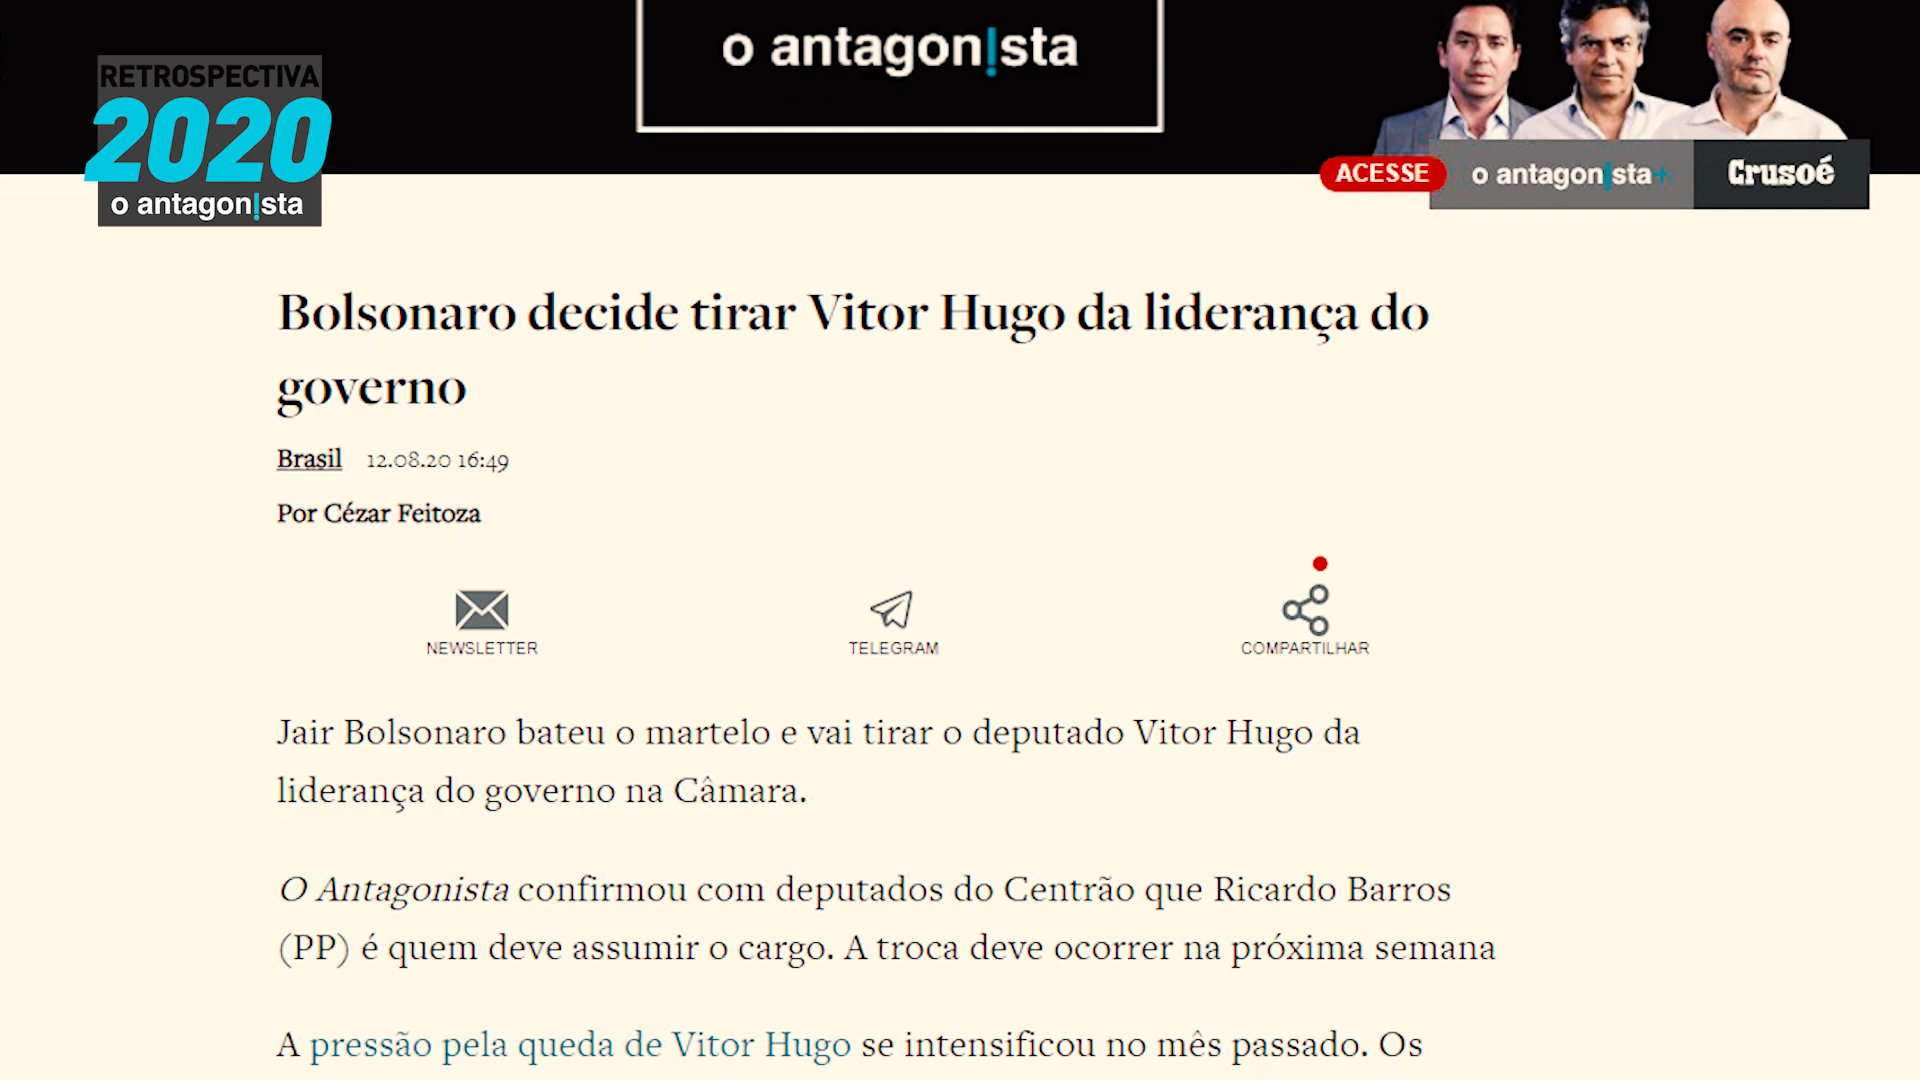 o antagon!sta
RETROSPECTIVA
2020
o antagon!sta
ACESSE
o antagon!sta+
Crusoé
Bolsonaro decide tirar Vitor Hugo da liderança do
governo
Brasil 12.08.20 16:49
Por Cézar Feitoza
NEWSLETTER
TELEGRAM
COMPARTILHAR
Jair Bolsonaro bateu o martelo e vai tirar o deputado Vitor Hugo da
liderança do governo na Câmara.
O Antagonista confirmou com deputados do Centrão que Ricardo Barros
(PP) é quem deve assumir o cargo. A troca deve ocorrer na próxima semana
A pressão pela queda de Vitor Hugo se intensificou no mês passado. Os